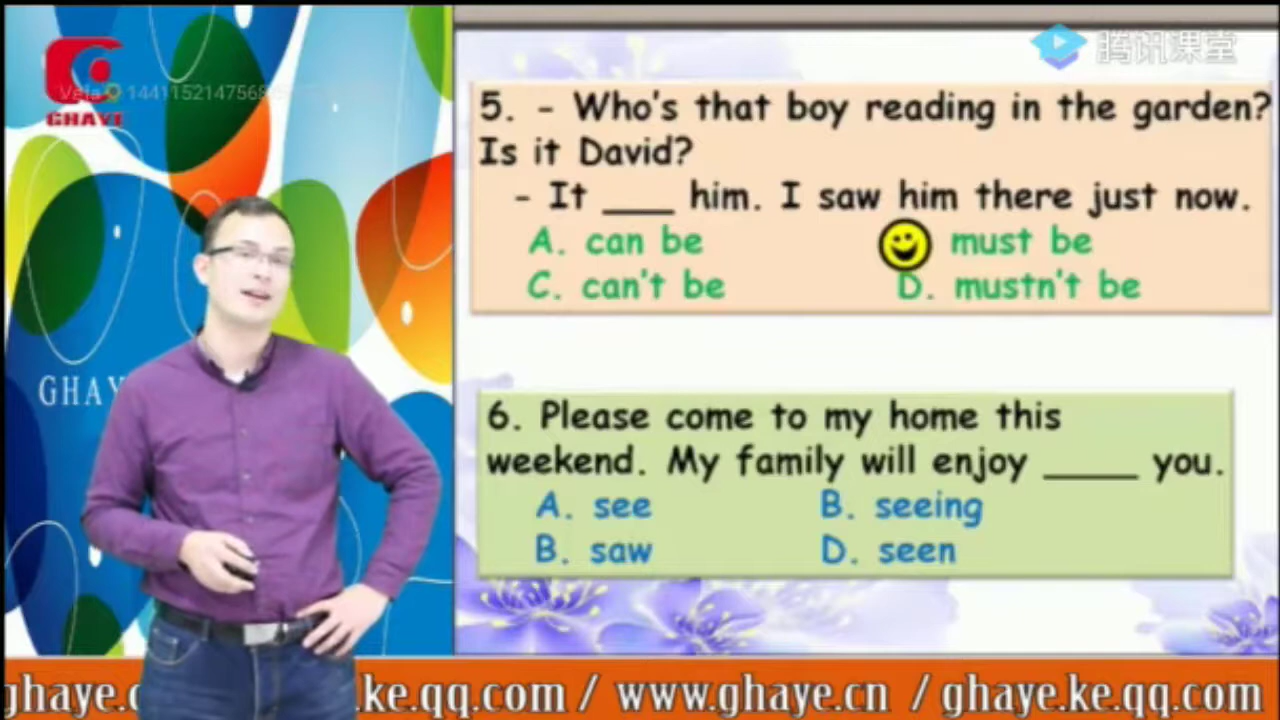 GHAYE
腾讯课堂
5. - Who's that boy reading in the garden?
Is it David?
- It ___ him. I saw him there just now.
A. can be must be
C. can't be D. mustn't be
6. Please come to my home this
weekend. My family will enjoy ____ you.
A. see B. seeing
B. saw D. seen
GHAY
.ke.qq.com / www.ghaye.cn / ghaye.ke.qq.com